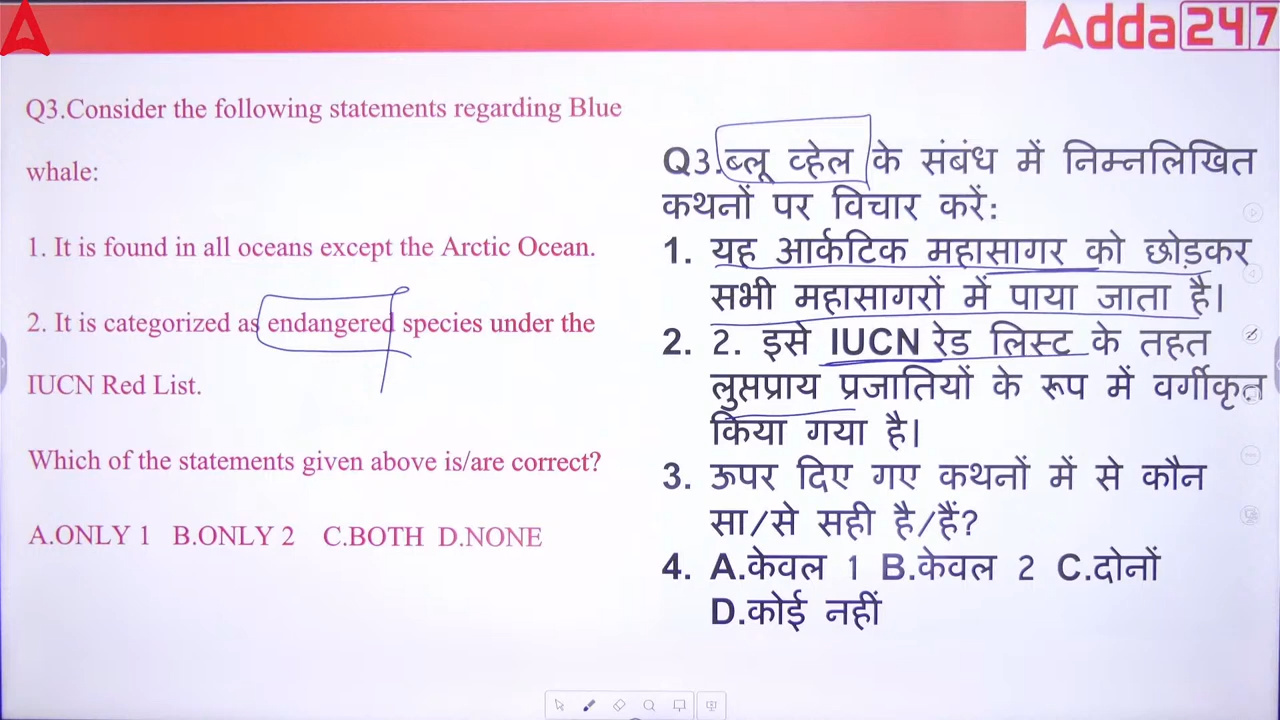 Adda247
Q3.Consider the following statements regarding Blue
whale:
1. It is found in all oceans except the Arctic Ocean.
2. It is categorized as endangered species under the
IUCN Red List.
Which of the statements given above is/are correct?
A.ONLY 1 B.ONLY 2 C.BOTH D.NONE
Q3.ब्लू व्हेल के संबंध में निम्नलिखित
कथनों पर विचार करें:
1. यह आर्कटिक महासागर को छोड़कर
सभी महासागरों में पाया जाता है।
2. 2. इसे IUCN रेड लिस्ट के तहत
लुप्तप्राय प्रजातियों के रूप में वर्गीकृत
किया गया है।
3. ऊपर दिए गए कथनों में से कौन
सा/से सही है/हैं?
4. A.केवल 1 B.केवल 2 C.दोनों
D.कोई नहीं